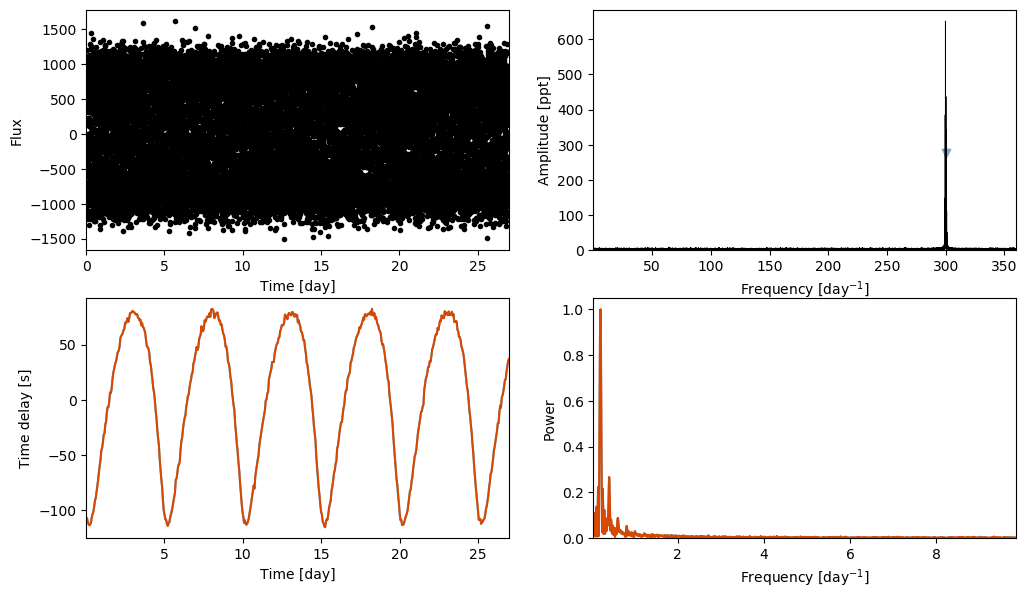 1500
1000
500
0
−500
−1000
−1500
Flux
0 5 10 15 20 25
Time [day]
600
500
400
300
200
100
0
Amplitude [ppt]
50 100 150 200 250 300 350
Frequency [day⁻¹]
50
0
−50
−100
Time delay [s]
5 10 15 20 25
Time [day]
1.0
0.8
0.6
0.4
0.2
0.0
Power
2 4 6 8
Frequency [day⁻¹]